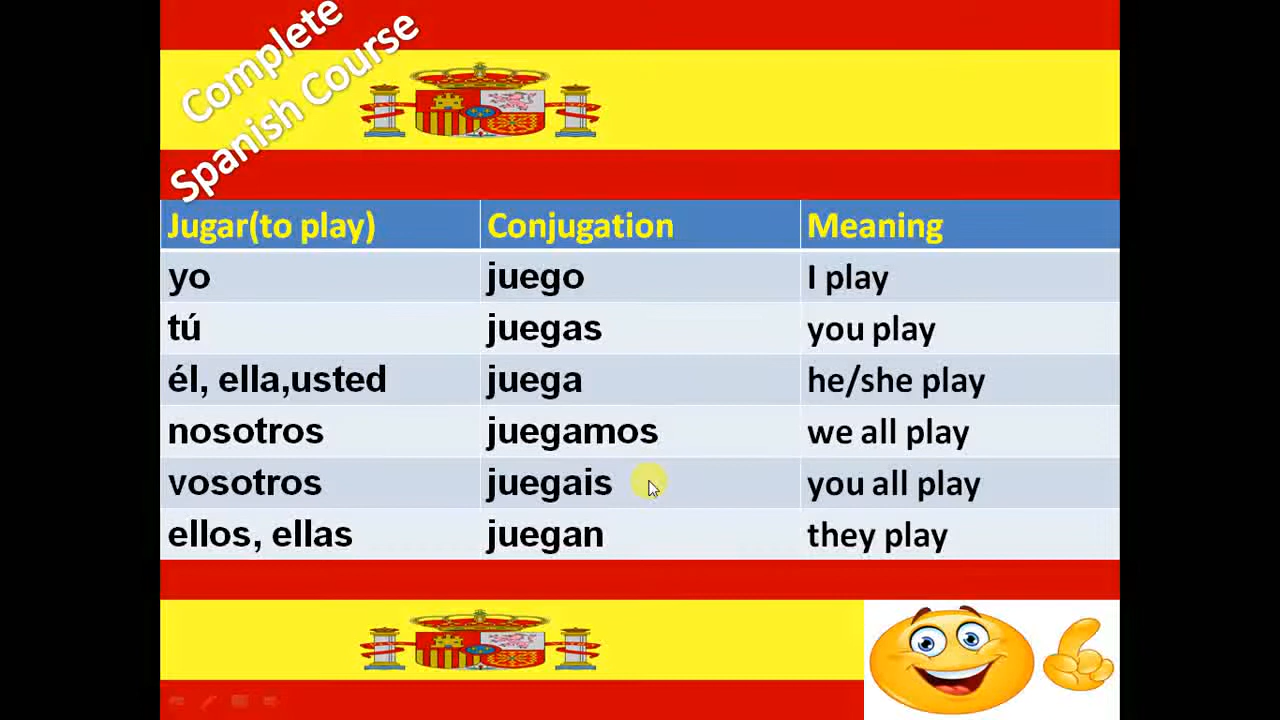 Complete
Spanish Course
Jugar(to play) Conjugation Meaning
yo juego I play
tú juegas you play
él, ella,usted juega he/she play
nosotros juegamos we all play
vosotros juegais you all play
ellos, ellas juegan they play